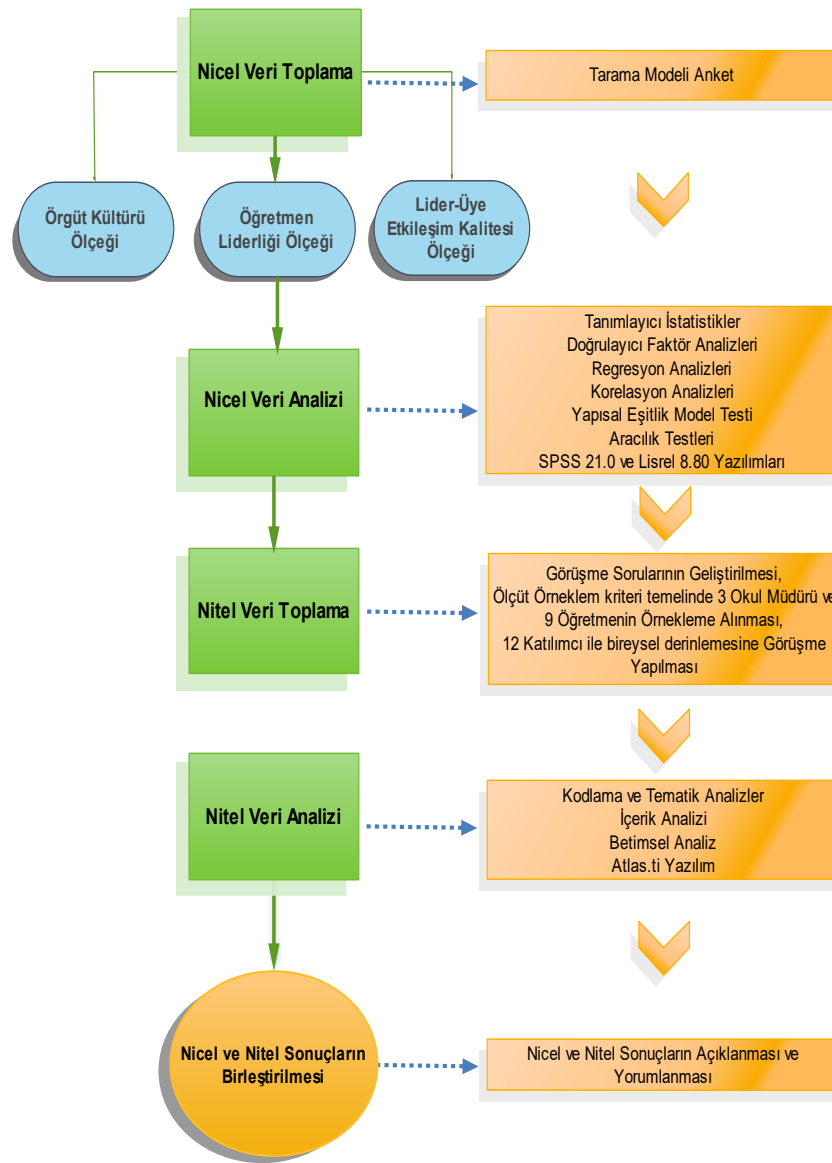 Nicel Veri Toplama
Tarama Modeli Anket
Örgüt Kültürü
Ölçeği
Öğretmen
Liderliği Ölçeği
Lider-Üye
Etkileşim Kalitesi
Ölçeği
Nicel Veri Analizi
Tanımlayıcı İstatistikler
Doğrulayıcı Faktör Analizleri
Regresyon Analizleri
Korelasyon Analizleri
Yapısal Eşitlik Model Testi
Aracılık Testleri
SPSS 21.0 ve Lisrel 8.80 Yazılımları
Nitel Veri Toplama
Görüşme Sorularının Geliştirilmesi,
Ölçüt Örneklem kriteri temelinde 3 Okul Müdürü ve
9 Öğretmenin Örnekleme Alınması,
12 Katılımcı ile bireysel derinlemesine Görüşme
Yapılması
Nitel Veri Analizi
Kodlama ve Tematik Analizler
İçerik Analizi
Betimsel Analiz
Atlas.ti Yazılım
Nicel ve Nitel Sonuçların
Birleştirilmesi
Nicel ve Nitel Sonuçların Açıklanması ve
Yorumlanması